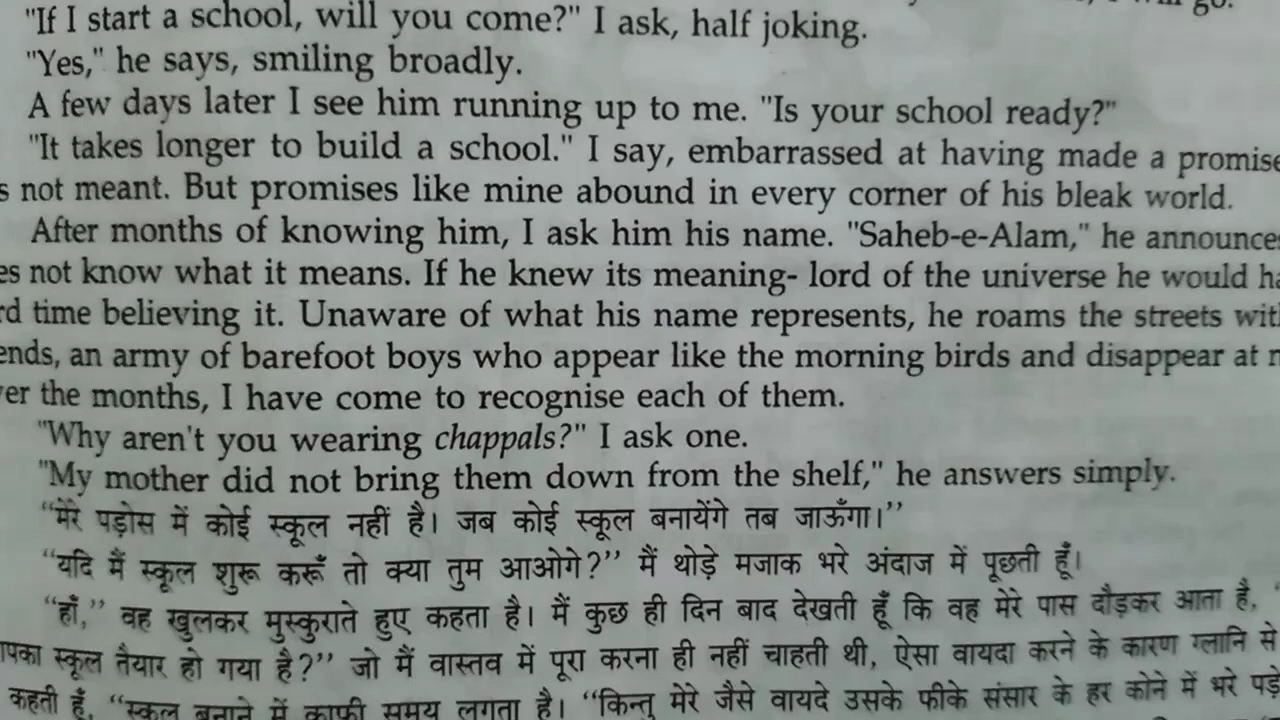 go.
"If I start a school, will you come?" I ask, half joking.
"Yes," he says, smiling broadly.
A few days later I see him running up to me. "Is your school ready?"
"It takes longer to build a school." I say, embarrassed at having made a promise
s not meant. But promises like mine abound in every corner of his bleak world.
After months of knowing him, I ask him his name. "Saheb-e-Alam," he announces
es not know what it means. If he knew its meaning- lord of the universe he would ha
rd time believing it. Unaware of what his name represents, he roams the streets wit
ends, an army of barefoot boys who appear like the morning birds and disappear at n
er the months, I have come to recognise each of them.
"Why aren't you wearing chappals?" I ask one.
"My mother did not bring them down from the shelf," he answers simply.
“मेरे पड़ोस में कोई स्कूल नहीं है। जब कोई स्कूल बनायेंगे तब जाऊँगा।”
“यदि मैं स्कूल शुरू करूँ तो क्या तुम आओगे?” मैं थोड़े मजाक भरे अंदाज में पूछती हूँ।
“हाँ,” वह खुलकर मुस्कुराते हुए कहता है। मैं कुछ ही दिन बाद देखती हूँ कि वह मेरे पास दौड़कर आता है, “
पका स्कूल तैयार हो गया है?” जो मैं वास्तव में पूरा करना ही नहीं चाहती थी, ऐसा वायदा करने के कारण ग्लानि से
कहती हूँ, “स्कूल बनाने में काफी समय लगता है। “किन्तु मेरे जैसे वायदे उसके फीके संसार के हर कोने में भरे पड़े